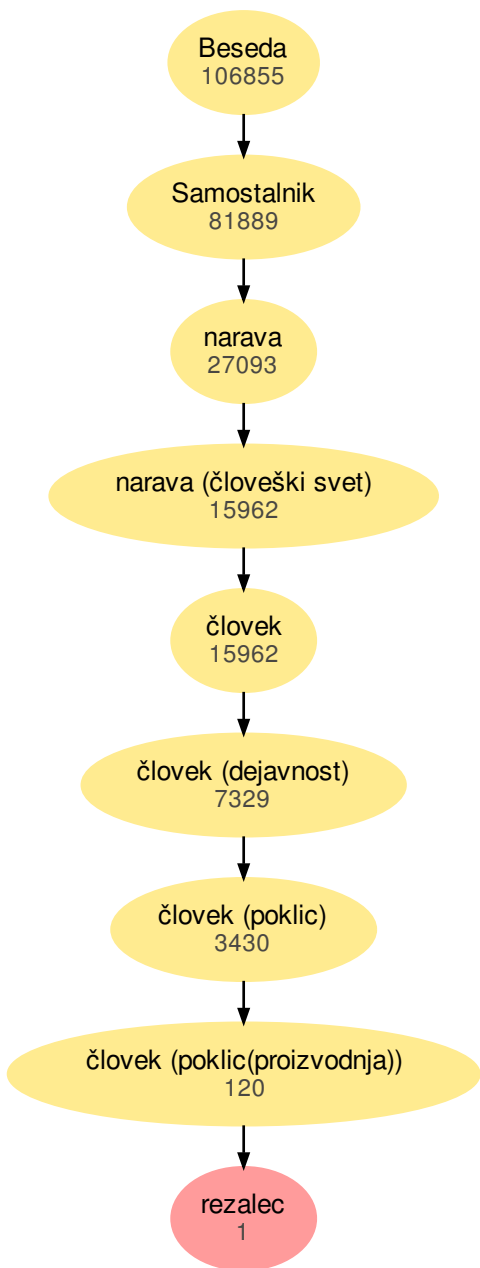 Beseda
106855
Samostalnik
81889
narava
27093
narava (človeški svet)
15962
človek
15962
človek (dejavnost)
7329
človek (poklic)
3430
človek (poklic(proizvodnja))
120
rezalec
1